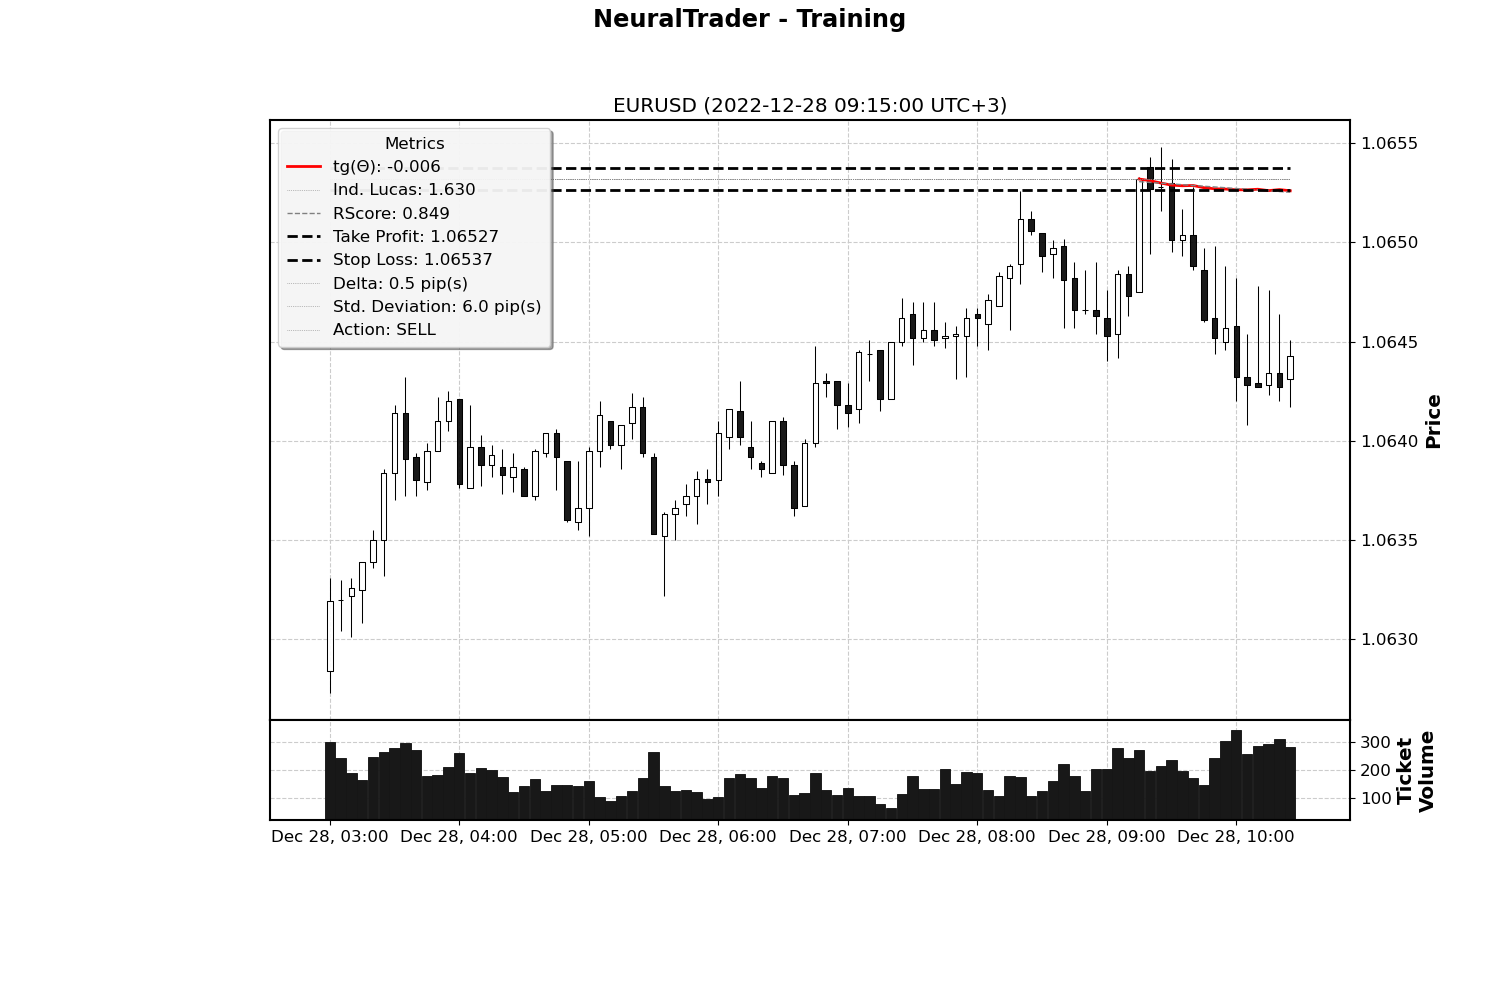 NeuralTrader - Training
EURUSD (2022-12-28 09:15:00 UTC+3)
Metrics
tg(Θ): -0.006
Ind. Lucas: 1.630
RScore: 0.849
Take Profit: 1.06527
Stop Loss: 1.06537
Delta: 0.5 pip(s)
Std. Deviation: 6.0 pip(s)
Action: SELL
1.0655
1.0650
1.0645
1.0640
1.0635
1.0630
Price
300
200
100
Ticket
Volume
Dec 28, 03:00 Dec 28, 04:00 Dec 28, 05:00 Dec 28, 06:00 Dec 28, 07:00 Dec 28, 08:00 Dec 28, 09:00 Dec 28, 10:00